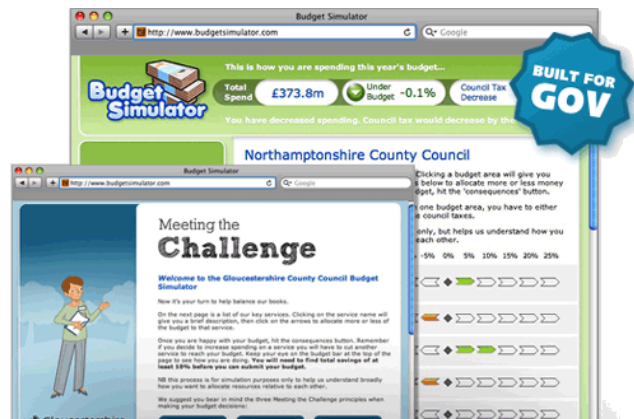 Budget Simulator
http://www.budgetsimulator.com
Google
This is how you are spending this year's budget...
Budget Simulator
Total Spend £373.8m Under Budget -0.1% Council Tax Decrease
You have decreased spending. Council tax would decrease by the
BUILT FOR
GOV
Northamptonshire County Council
Clicking a budget area will give you
s below to allocate more or less money
dget, hit the 'consequences' button.
one budget area, you have to either
e council taxes.
only, but helps us understand how you
each other.
-5% 0% 5% 10% 15% 20% 25%
Budget Simulator
http://www.budgetsimulator.com
Google
Meeting the
Challenge
Welcome to the Gloucestershire County Council Budget
Simulator
Now it's your turn to help balance our books.
On the next page is a list of our key services. Clicking on the service name will
give you a brief description, then click on the arrows to allocate more or less of
the budget to that service.
Once you are happy with your budget, hit the consequences button. Remember
if you decide to increase spending on a service you will have to cut another
service to reach your budget. Keep your eye on the budget bar at the top of the
page to see how you are doing. You will need to find total savings of at
least 10% before you can submit your budget.
NB this process is for simulation purposes only to help us understand broadly
how you want to allocate resources relative to each other.
We suggest you bear in mind the three Meeting the Challenge principles when
making your budget decisions: